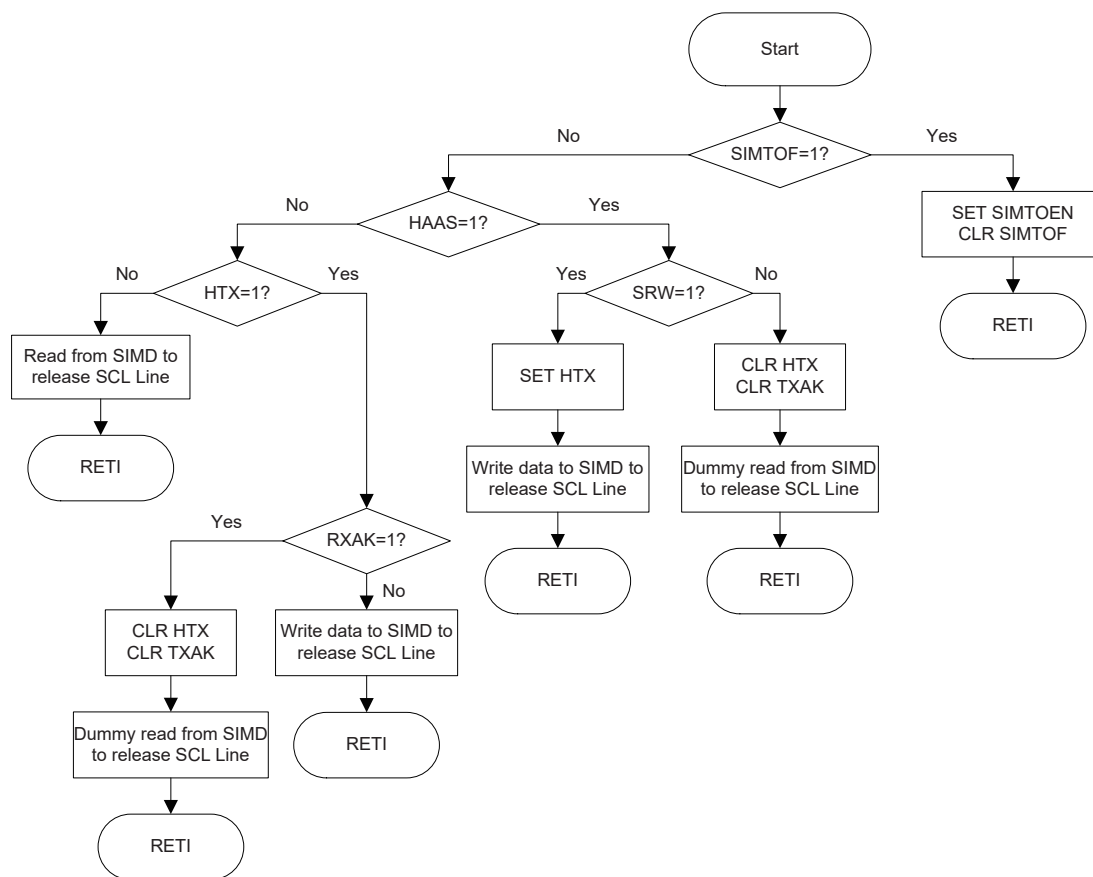 Start
No
SIMTOF=1?
Yes
No
HAAS=1?
Yes
SET SIMTOEN
CLR SIMTOF
No
HTX=1?
Yes
Yes
SRW=1?
No
RETI
Read from SIMD to
release SCL Line
SET HTX
CLR HTX
CLR TXAK
RETI
Write data to SIMD to
release SCL Line
Dummy read from SIMD
to release SCL Line
Yes
RXAK=1?
No
RETI
RETI
CLR HTX
CLR TXAK
Write data to SIMD to
release SCL Line
Dummy read from SIMD
to release SCL Line
RETI
RETI